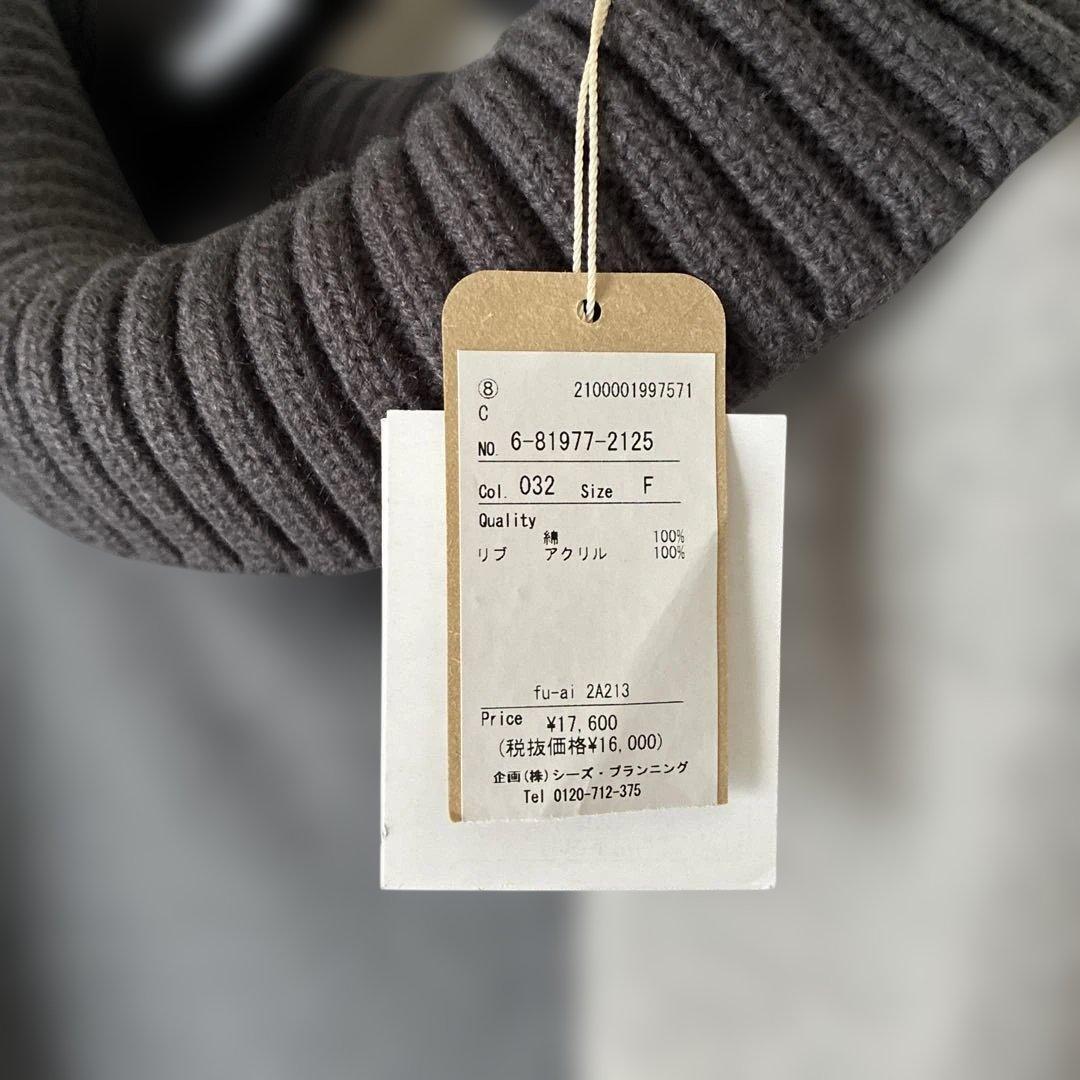 ⑧ 2100001997571
C
NO. 6-81977-2125
Col. 032 Size F
Quality
綿 100%
リブ アクリル 100%
fu-ai 2A213
Price ¥17,600
(税抜価格¥16,000)
企画(株)シーズ・プランニング
Tel 0120-712-375